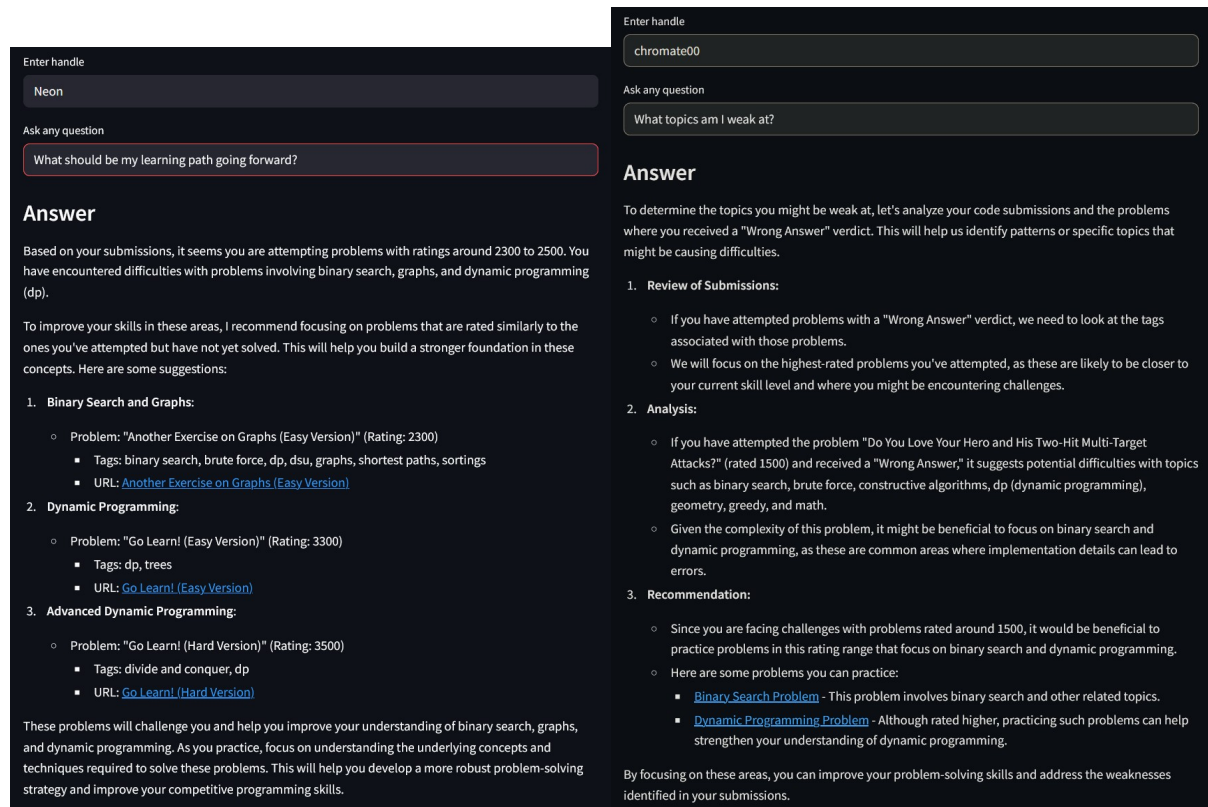 Enter handle
Neon
Ask any question
What should be my learning path going forward?
Answer
Based on your submissions, it seems you are attempting problems with ratings around 2300 to 2500. You
have encountered difficulties with problems involving binary search, graphs, and dynamic programming
(dp).
To improve your skills in these areas, I recommend focusing on problems that are rated similarly to the
ones you've attempted but have not yet solved. This will help you build a stronger foundation in these
concepts. Here are some suggestions:
1. Binary Search and Graphs:
○ Problem: "Another Exercise on Graphs (Easy Version)" (Rating: 2300)
■ Tags: binary search, brute force, dp, dsu, graphs, shortest paths, sortings
■ URL: Another Exercise on Graphs (Easy Version)
2. Dynamic Programming:
○ Problem: "Go Learn! (Easy Version)" (Rating: 3300)
■ Tags: dp, trees
■ URL: Go Learn! (Easy Version)
3. Advanced Dynamic Programming:
○ Problem: "Go Learn! (Hard Version)" (Rating: 3500)
■ Tags: divide and conquer, dp
■ URL: Go Learn! (Hard Version)
These problems will challenge you and help you improve your understanding of binary search, graphs,
and dynamic programming. As you practice, focus on understanding the underlying concepts and
techniques required to solve these problems. This will help you develop a more robust problem-solving
strategy and improve your competitive programming skills.
Enter handle
chromate00
Ask any question
What topics am I weak at?
Answer
To determine the topics you might be weak at, let's analyze your code submissions and the problems
where you received a "Wrong Answer" verdict. This will help us identify patterns or specific topics that
might be causing difficulties.
1. Review of Submissions:
○ If you have attempted problems with a "Wrong Answer" verdict, we need to look at the tags
associated with those problems.
○ We will focus on the highest-rated problems you've attempted, as these are likely to be closer to
your current skill level and where you might be encountering challenges.
2. Analysis:
○ If you have attempted the problem "Do You Love Your Hero and His Two-Hit Multi-Target
Attacks?" (rated 1500) and received a "Wrong Answer," it suggests potential difficulties with topics
such as binary search, brute force, constructive algorithms, dp (dynamic programming),
geometry, greedy, and math.
○ Given the complexity of this problem, it might be beneficial to focus on binary search and
dynamic programming, as these are common areas where implementation details can lead to
errors.
3. Recommendation:
○ Since you are facing challenges with problems rated around 1500, it would be beneficial to
practice problems in this rating range that focus on binary search and dynamic programming.
○ Here are some problems you can practice:
■ Binary Search Problem - This problem involves binary search and other related topics.
■ Dynamic Programming Problem - Although rated higher, practicing such problems can help
strengthen your understanding of dynamic programming.
By focusing on these areas, you can improve your problem-solving skills and address the weaknesses
identified in your submissions.